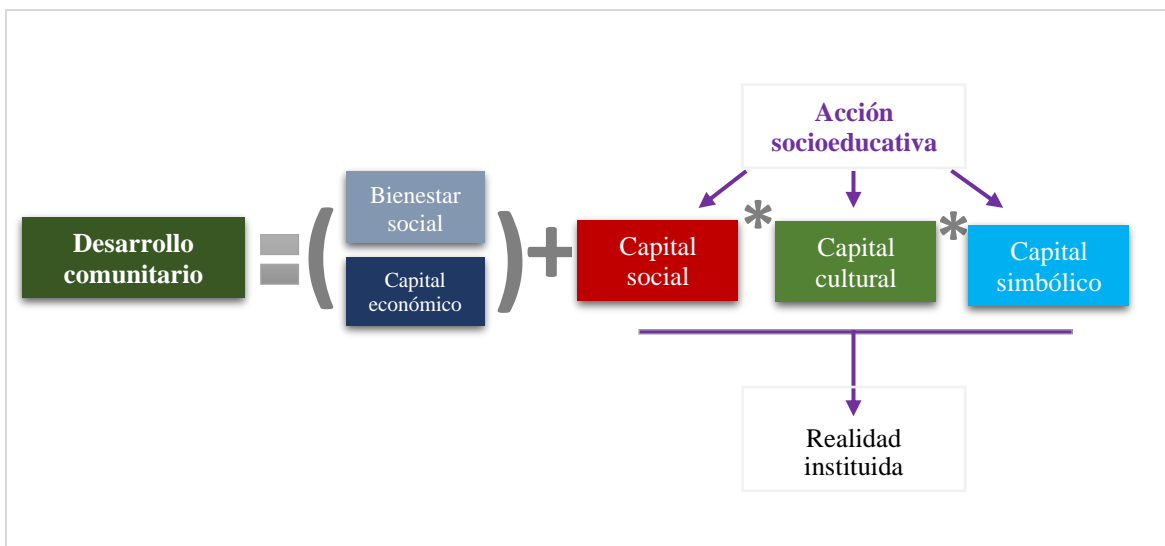 Acción
socioeducativa
Desarrollo
comunitario
=
(
Bienestar
social
Capital
económico
)
+
Capital
social
*
Capital
cultural
*
Capital
simbólico
Realidad
instituida